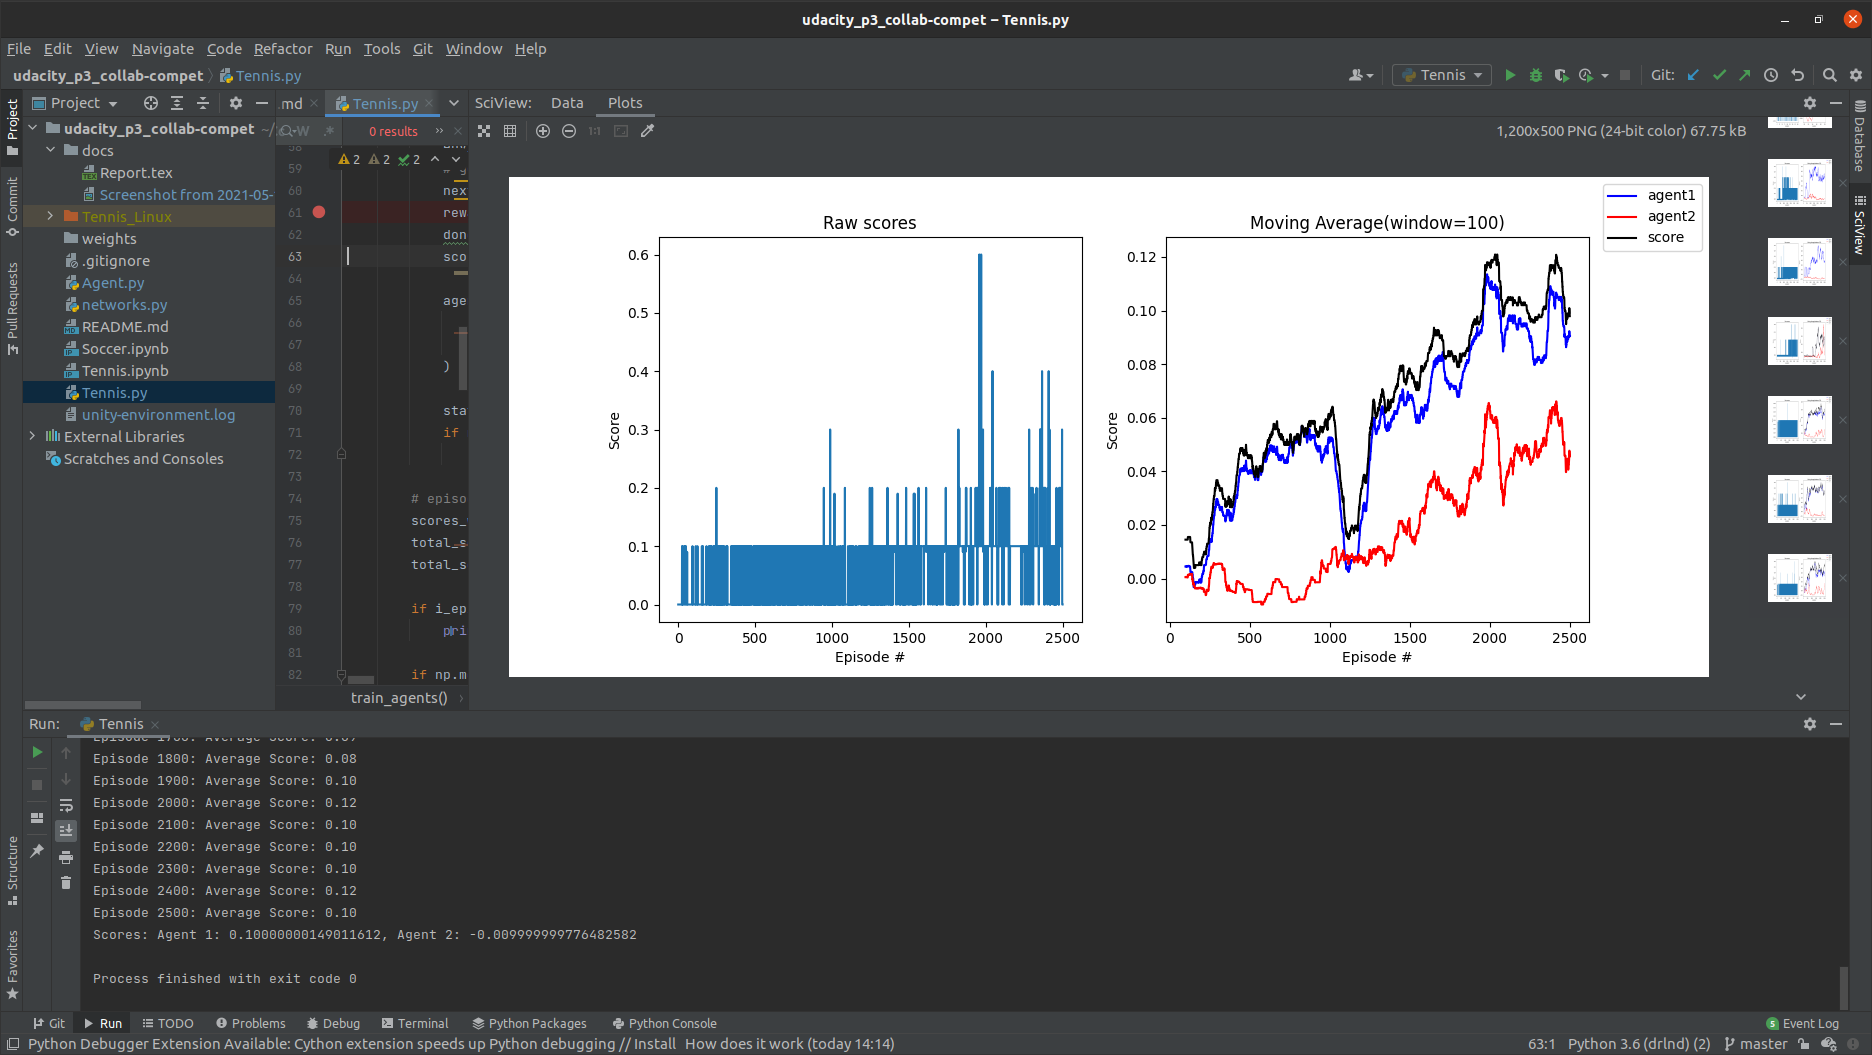 udacity_p3_collab-compet – Tennis.py
File Edit View Navigate Code Refactor Run Tools Git Window Help
udacity_p3_collab-compet Tennis.py
Tennis
Git:
Project
.md
Tennis.py
SciView: Data Plots
0 results
1,200x500 PNG (24-bit color) 67.75 kB
Project
Commit
Pull Requests
Structure
Favorites
Database
SciView
udacity_p3_collab-compet
docs
Report.tex
Screenshot from 2021-05-
Tennis_Linux
weights
.gitignore
Agent.py
networks.py
README.md
Soccer.ipynb
Tennis.ipynb
Tennis.py
unity-environment.log
External Libraries
Scratches and Consoles
2 2 2
58
59
60 nex
61 rew
62 don
63 sco
64
65 age
66
67
68 )
69
70 sta
71 if
72
73
74 # episo
75 scores_
76 total_s
77 total_s
78
79 if i_ep
80 pri
81
82 if np.m
train_agents()
Raw scores
Score
0.6
0.5
0.4
0.3
0.2
0.1
0.0
0 500 1000 1500 2000 2500
Episode #
Moving Average(window=100)
Score
0.12
0.10
0.08
0.06
0.04
0.02
0.00
0 500 1000 1500 2000 2500
Episode #
agent1
agent2
score
Run: Tennis
Episode 1800: Average Score: 0.08
Episode 1900: Average Score: 0.10
Episode 2000: Average Score: 0.12
Episode 2100: Average Score: 0.10
Episode 2200: Average Score: 0.10
Episode 2300: Average Score: 0.10
Episode 2400: Average Score: 0.12
Episode 2500: Average Score: 0.10
Scores: Agent 1: 0.10000000149011612, Agent 2: -0.009999999776482582
Process finished with exit code 0
Git Run TODO Problems Debug Terminal Python Packages Python Console
Event Log
Python Debugger Extension Available: Cython extension speeds up Python debugging // Install How does it work (today 14:14)
63:1 Python 3.6 (drlnd) (2) master